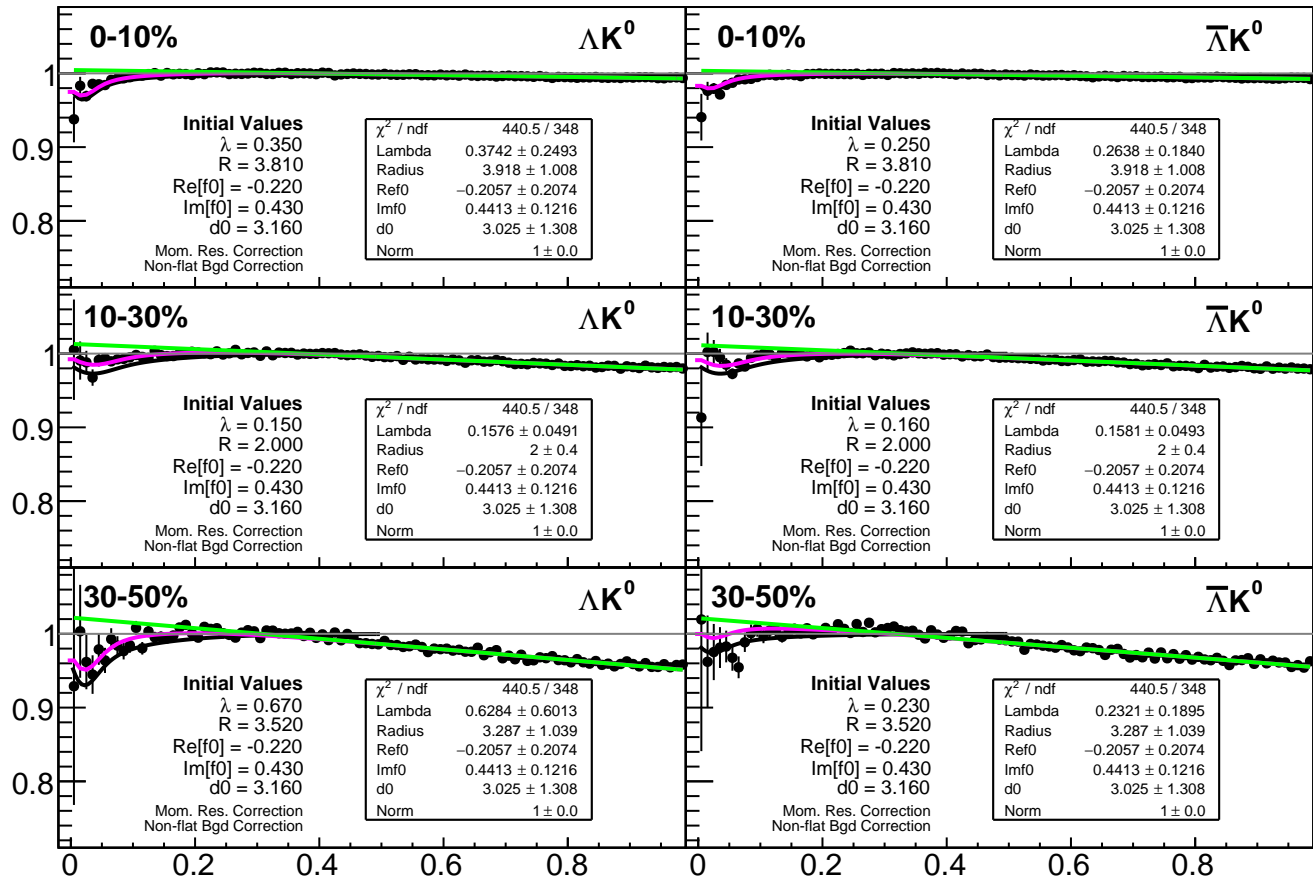 0-10%
ΛK⁰
Initial Values
λ = 0.350
R = 3.810
Re[f0] = -0.220
Im[f0] = 0.430
d0 = 3.160
Mom. Res. Correction
Non-flat Bgd Correction
χ² / ndf 440.5 / 348
Lambda 0.3742 ± 0.2493
Radius 3.918 ± 1.008
Ref0 −0.2057 ± 0.2074
Imf0 0.4413 ± 0.1216
d0 3.025 ± 1.308
Norm 1 ± 0.0
1
0.9
0.8
0-10%
Λ̅K⁰
Initial Values
λ = 0.250
R = 3.810
Re[f0] = -0.220
Im[f0] = 0.430
d0 = 3.160
Mom. Res. Correction
Non-flat Bgd Correction
χ² / ndf 440.5 / 348
Lambda 0.2638 ± 0.1840
Radius 3.918 ± 1.008
Ref0 −0.2057 ± 0.2074
Imf0 0.4413 ± 0.1216
d0 3.025 ± 1.308
Norm 1 ± 0.0
10-30%
ΛK⁰
Initial Values
λ = 0.150
R = 2.000
Re[f0] = -0.220
Im[f0] = 0.430
d0 = 3.160
Mom. Res. Correction
Non-flat Bgd Correction
χ² / ndf 440.5 / 348
Lambda 0.1576 ± 0.0491
Radius 2 ± 0.4
Ref0 −0.2057 ± 0.2074
Imf0 0.4413 ± 0.1216
d0 3.025 ± 1.308
Norm 1 ± 0.0
1
0.9
0.8
10-30%
Λ̅K⁰
Initial Values
λ = 0.160
R = 2.000
Re[f0] = -0.220
Im[f0] = 0.430
d0 = 3.160
Mom. Res. Correction
Non-flat Bgd Correction
χ² / ndf 440.5 / 348
Lambda 0.1581 ± 0.0493
Radius 2 ± 0.4
Ref0 −0.2057 ± 0.2074
Imf0 0.4413 ± 0.1216
d0 3.025 ± 1.308
Norm 1 ± 0.0
30-50%
ΛK⁰
Initial Values
λ = 0.670
R = 3.520
Re[f0] = -0.220
Im[f0] = 0.430
d0 = 3.160
Mom. Res. Correction
Non-flat Bgd Correction
χ² / ndf 440.5 / 348
Lambda 0.6284 ± 0.6013
Radius 3.287 ± 1.039
Ref0 −0.2057 ± 0.2074
Imf0 0.4413 ± 0.1216
d0 3.025 ± 1.308
Norm 1 ± 0.0
1
0.9
0.8
30-50%
Λ̅K⁰
Initial Values
λ = 0.230
R = 3.520
Re[f0] = -0.220
Im[f0] = 0.430
d0 = 3.160
Mom. Res. Correction
Non-flat Bgd Correction
χ² / ndf 440.5 / 348
Lambda 0.2321 ± 0.1895
Radius 3.287 ± 1.039
Ref0 −0.2057 ± 0.2074
Imf0 0.4413 ± 0.1216
d0 3.025 ± 1.308
Norm 1 ± 0.0
0 0.2 0.4 0.6 0.8
0 0.2 0.4 0.6 0.8